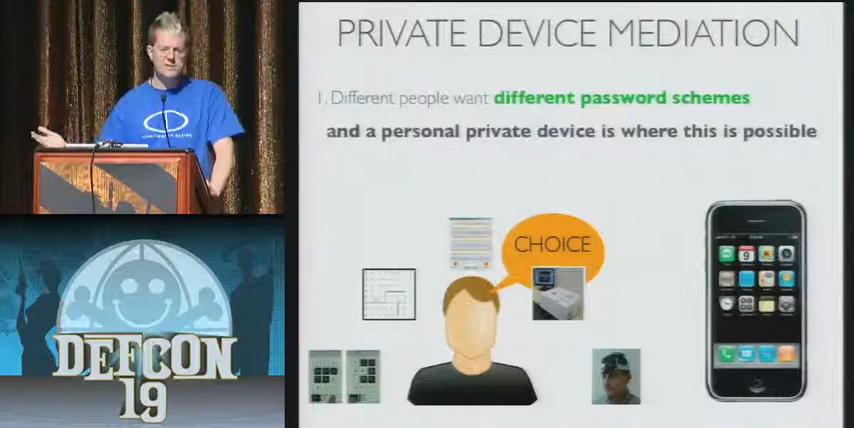 PRIVATE DEVICE MEDIATION
1. Different people want different password schemes
and a personal private device is where this is possible
CHOICE
DEFCON
19